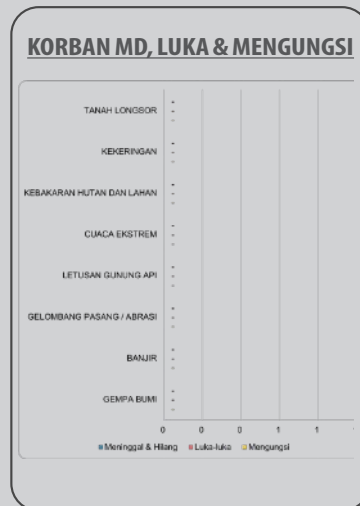 KORBAN MD, LUKA & MENGUNGSI
TANAH LONGSOR
-
-
-
KEKERINGAN
-
-
-
KEBAKARAN HUTAN DAN LAHAN
-
-
-
CUACA EKSTREM
-
-
-
LETUSAN GUNUNG API
-
-
-
GELOMBANG PASANG / ABRASI
-
-
-
BANJIR
-
-
-
GEMPA BUMI
-
-
-
0 0 0 1 1
Meninggal & Hilang Luka-luka Mengungsi